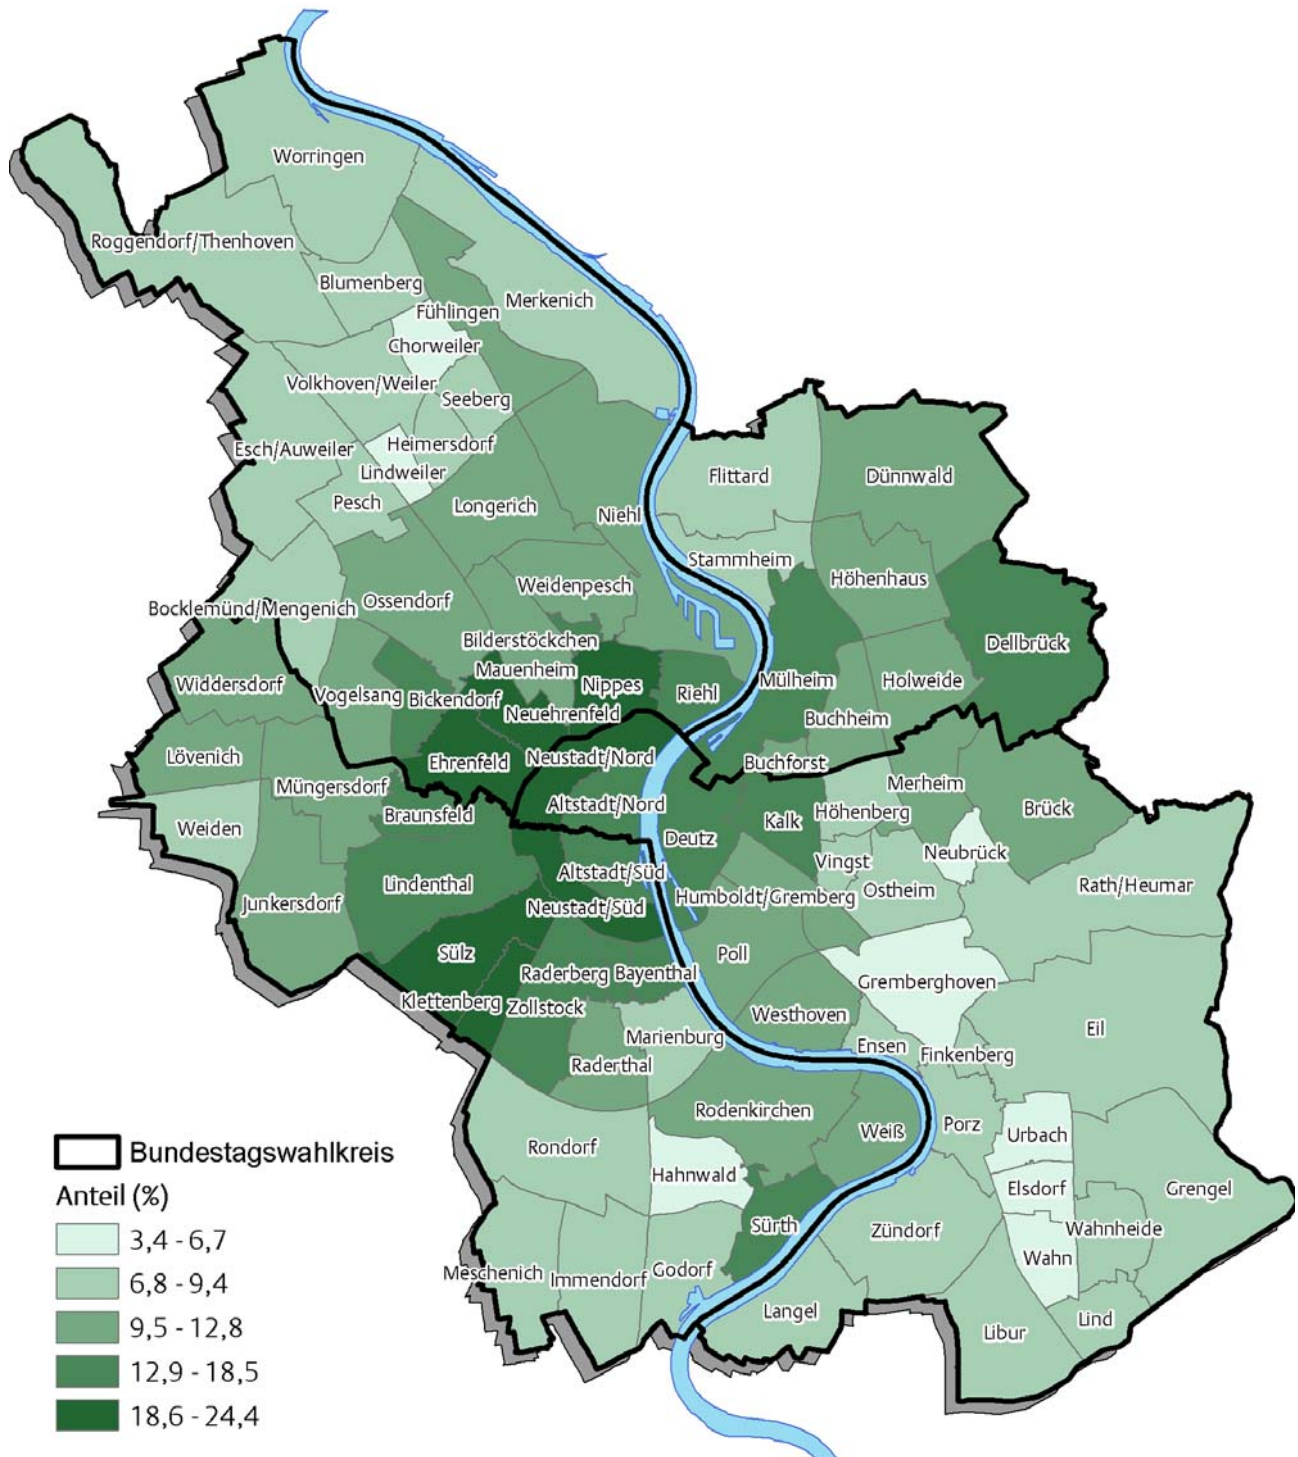 Worringen
Roggendorf/Thenhoven
Blumenberg
Fühlingen
Merkenich
Chorweiler
Volkhoven/Weiler
Seeberg
Esch/Auweiler
Heimersdorf
Lindweiler
Pesch
Longerich
Niehl
Flittard
Dünnwald
Stammheim
Höhenhaus
Weidenpesch
Ossendorf
Bocklemünd/Mengenich
Bilderstöckchen
Mauenheim
Dellbrück
Widdersdorf
Vogelsang
Bickendorf
Nippes
Riehl
Mülheim
Holweide
Neuehrenfeld
Buchheim
Lövenich
Ehrenfeld
Neustadt/Nord
Buchforst
Müngersdorf
Merheim
Weiden
Braunsfeld
Altstadt/Nord
Deutz
Kalk
Höhenberg
Brück
Neubrück
Vingst
Lindenthal
Altstadt/Süd
Ostheim
Rath/Heumar
Junkersdorf
Neustadt/Süd
Humboldt/Gremberg
Sülz
Poll
Raderberg
Bayenthal
Gremberghoven
Klettenberg
Zollstock
Westhoven
Marienburg
Ensen
Finkenberg
Eil
Raderthal
Rodenkirchen
Weiß
Porz
Urbach
Rondorf
Hahnwald
Elsdorf
Grengel
Sürth
Zündorf
Wahnheide
Wahn
Meschenich
Immendorf
Godorf
Langel
Libur
Lind
Bundestagswahlkreis
Anteil (%)
3,4 - 6,7
6,8 - 9,4
9,5 - 12,8
12,9 - 18,5
18,6 - 24,4